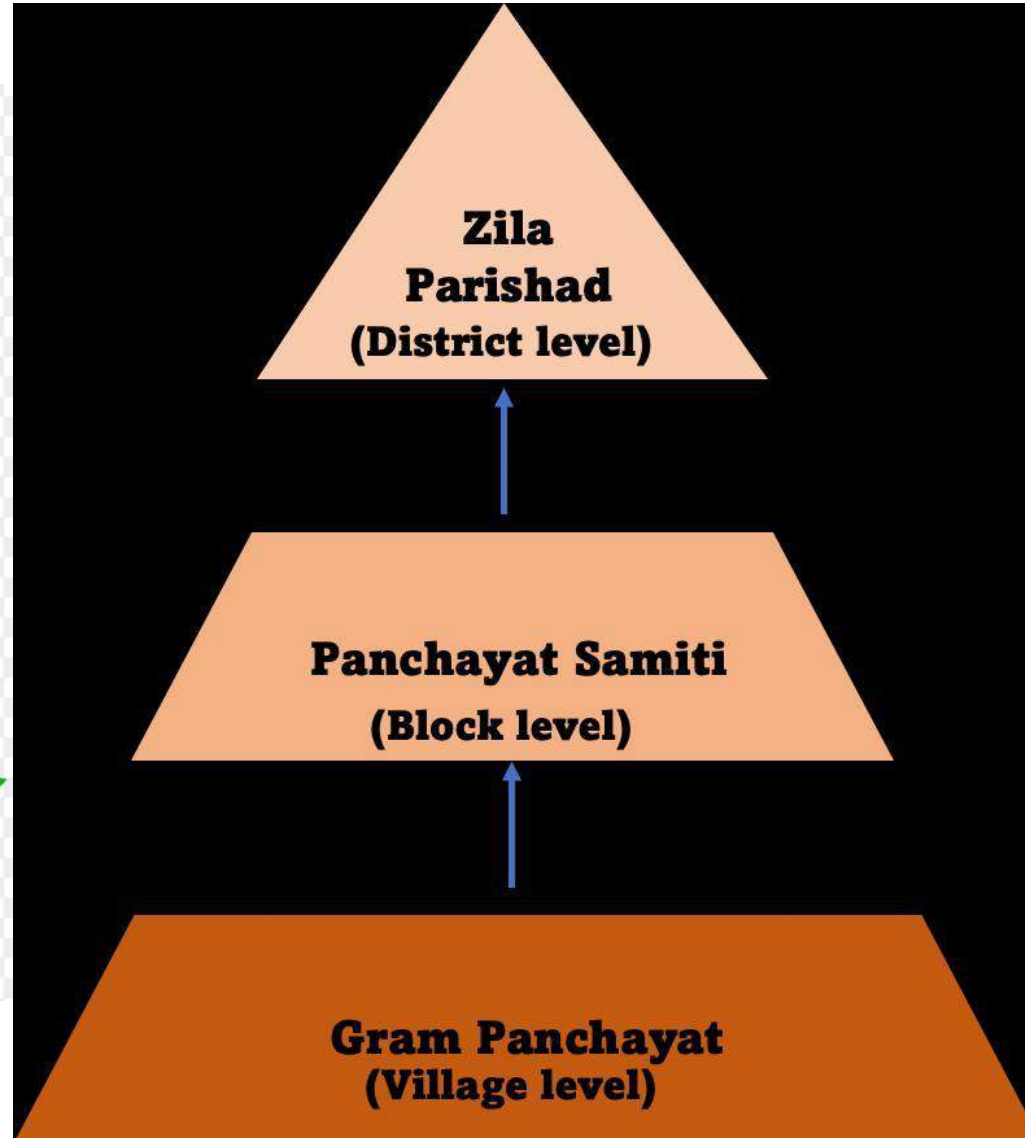 Zila
Parishad
(District level)
Panchayat Samiti
(Block level)
Gram Panchayat
(Village level)